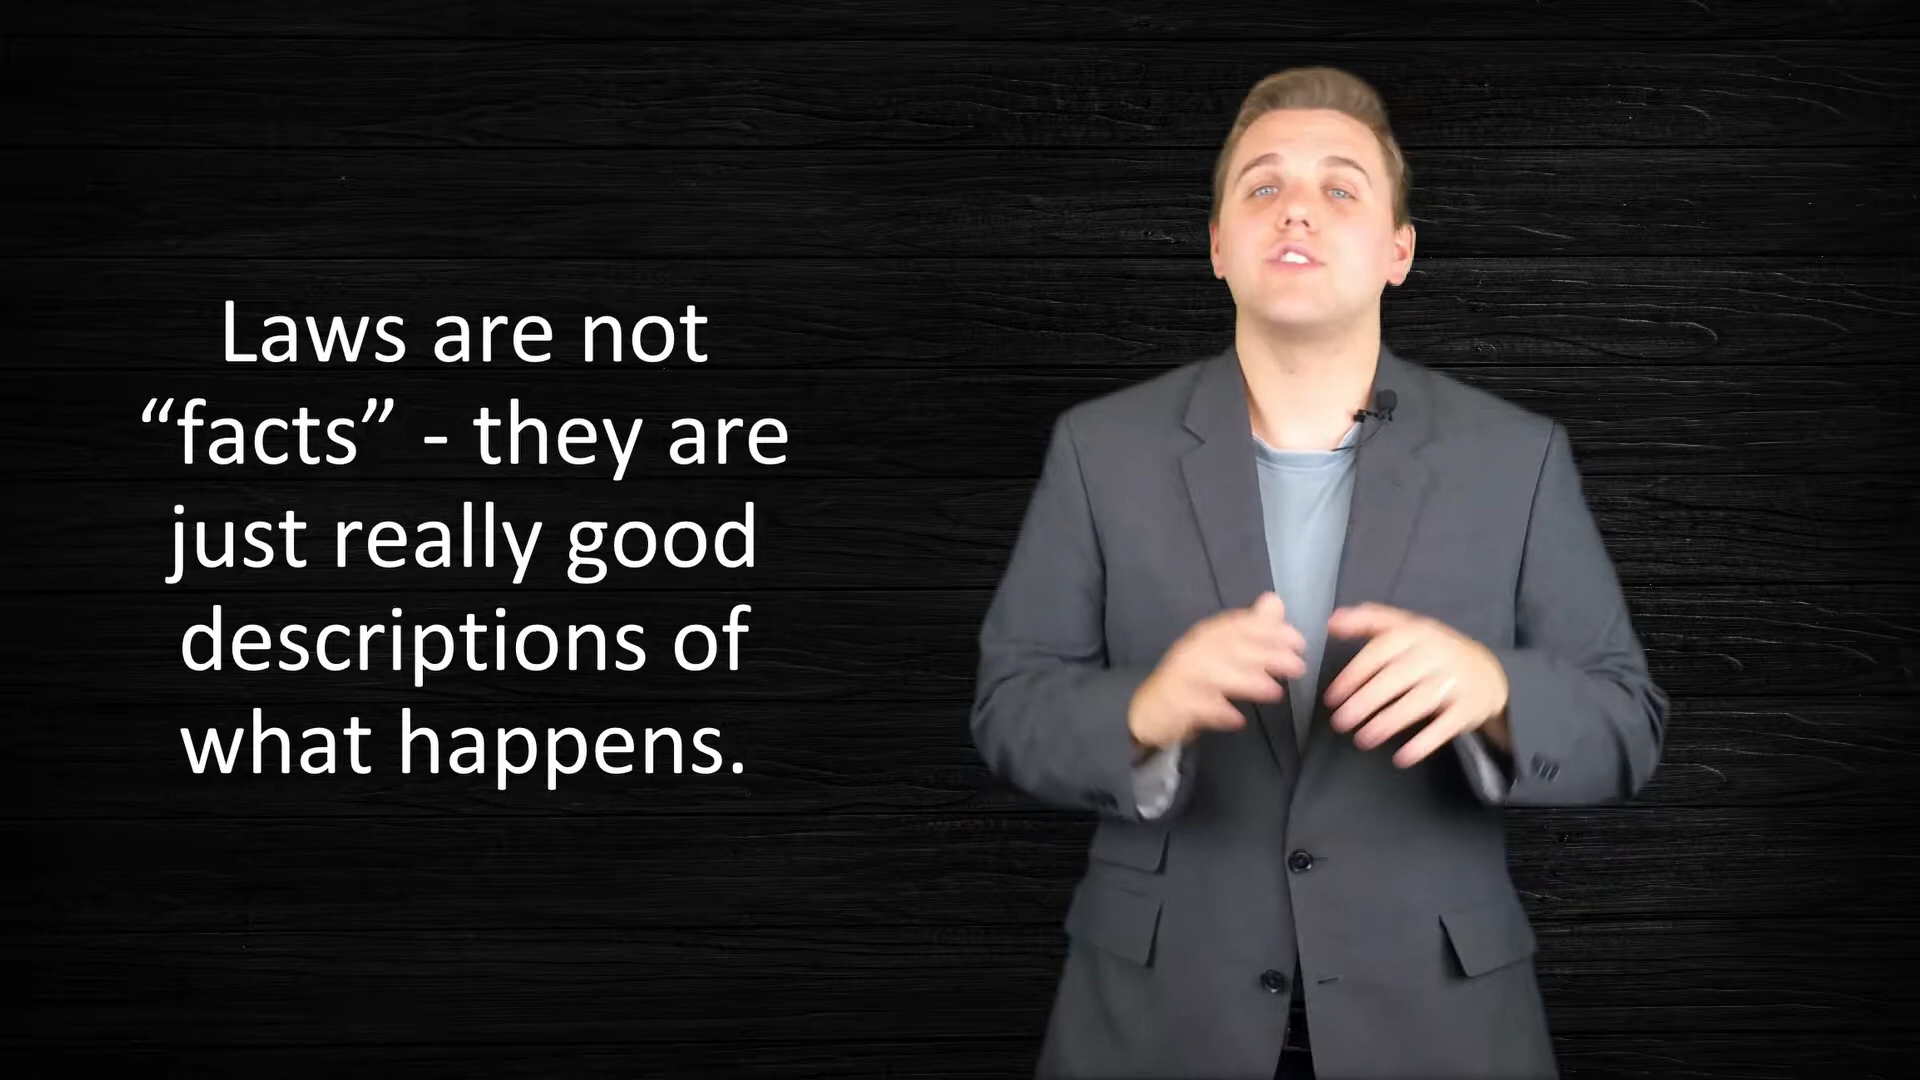 Laws are not
“facts” - they are
just really good
descriptions of
what happens.